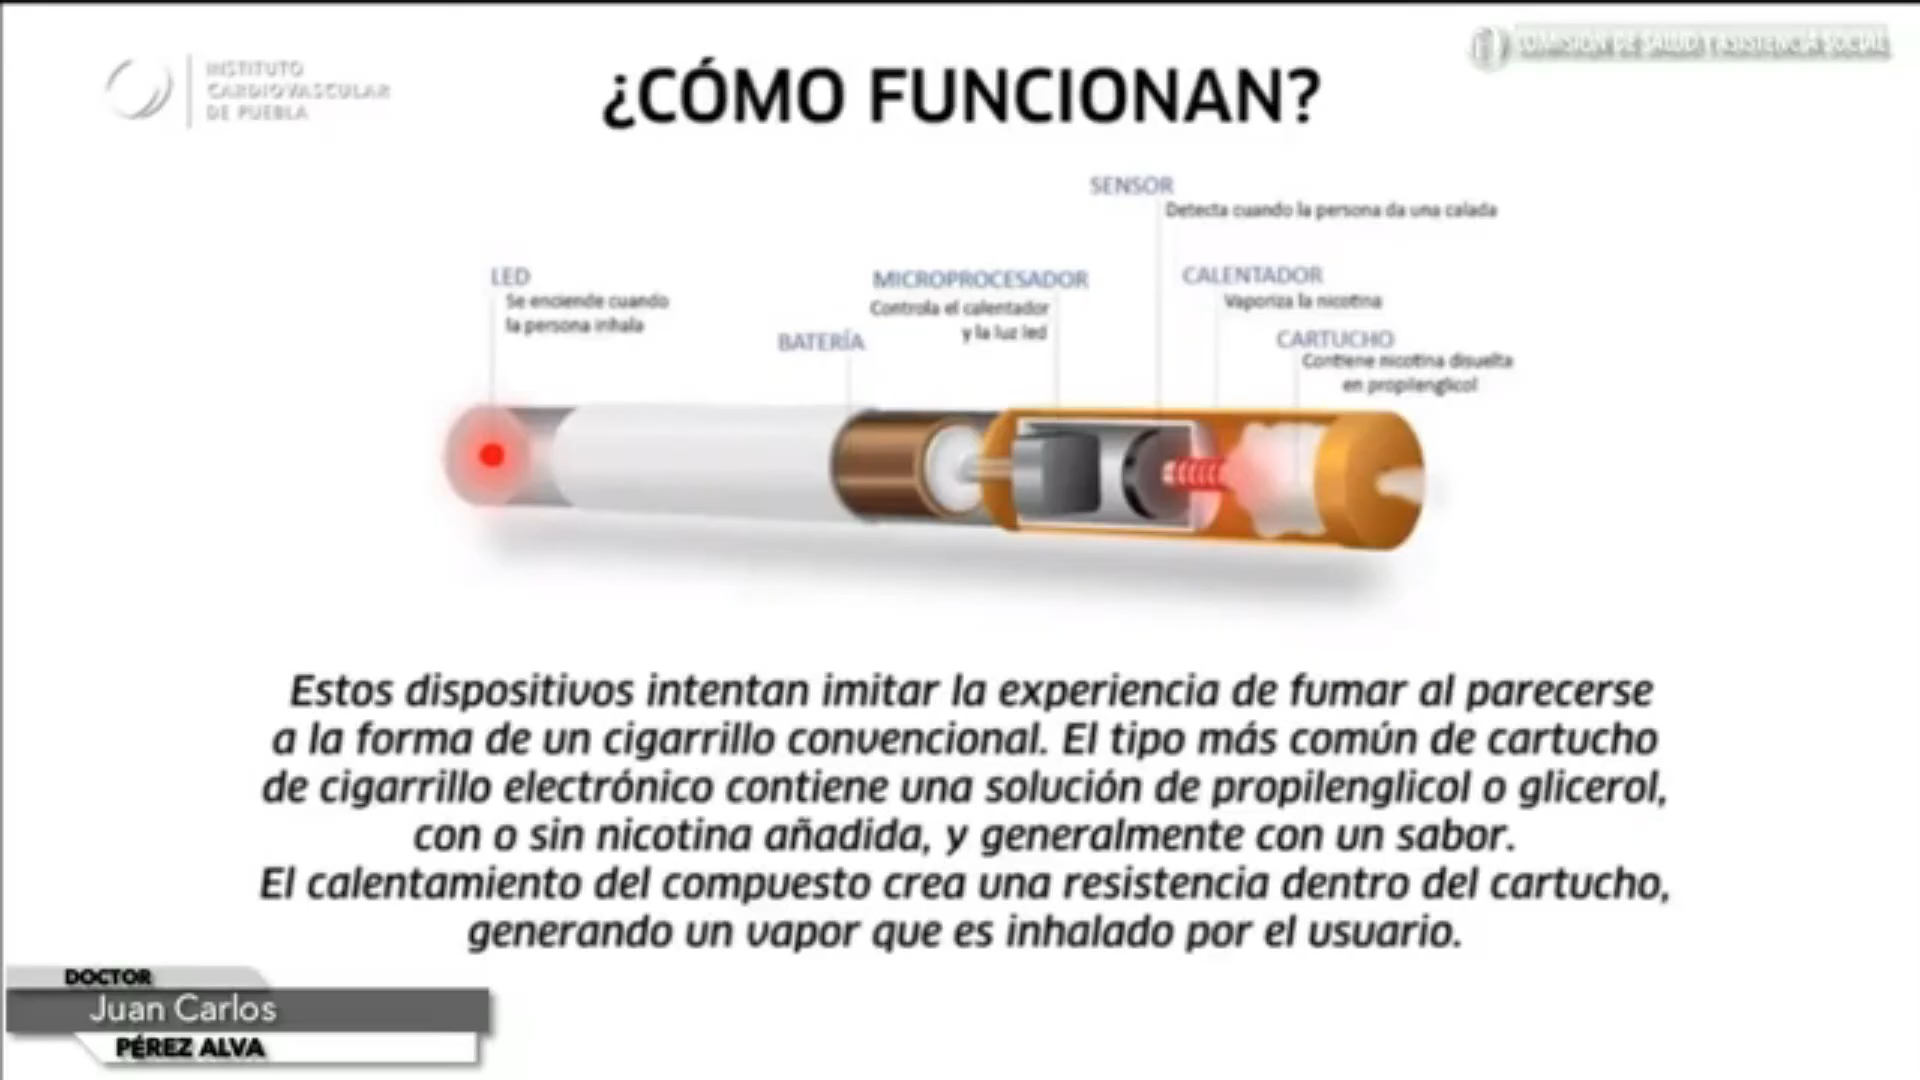 INSTITUTO
CARDIOVASCULAR
DE PUEBLA
COMISIÓN DE SALUD Y ASISTENCIA SOCIAL
¿CÓMO FUNCIONAN?
SENSOR
Detecta cuando la persona da una calada
LED
Se enciende cuando
la persona inhala
BATERÍA
MICROPROCESADOR
Controla el calentador
y la luz led
CALENTADOR
Vaporiza la nicotina
CARTUCHO
Contiene nicotina disuelta
en propilenglicol
Estos dispositivos intentan imitar la experiencia de fumar al parecerse
a la forma de un cigarrillo convencional. El tipo más común de cartucho
de cigarrillo electrónico contiene una solución de propilenglicol o glicerol,
con o sin nicotina añadida, y generalmente con un sabor.
El calentamiento del compuesto crea una resistencia dentro del cartucho,
generando un vapor que es inhalado por el usuario.
DOCTOR
Juan Carlos
PÉREZ ALVA